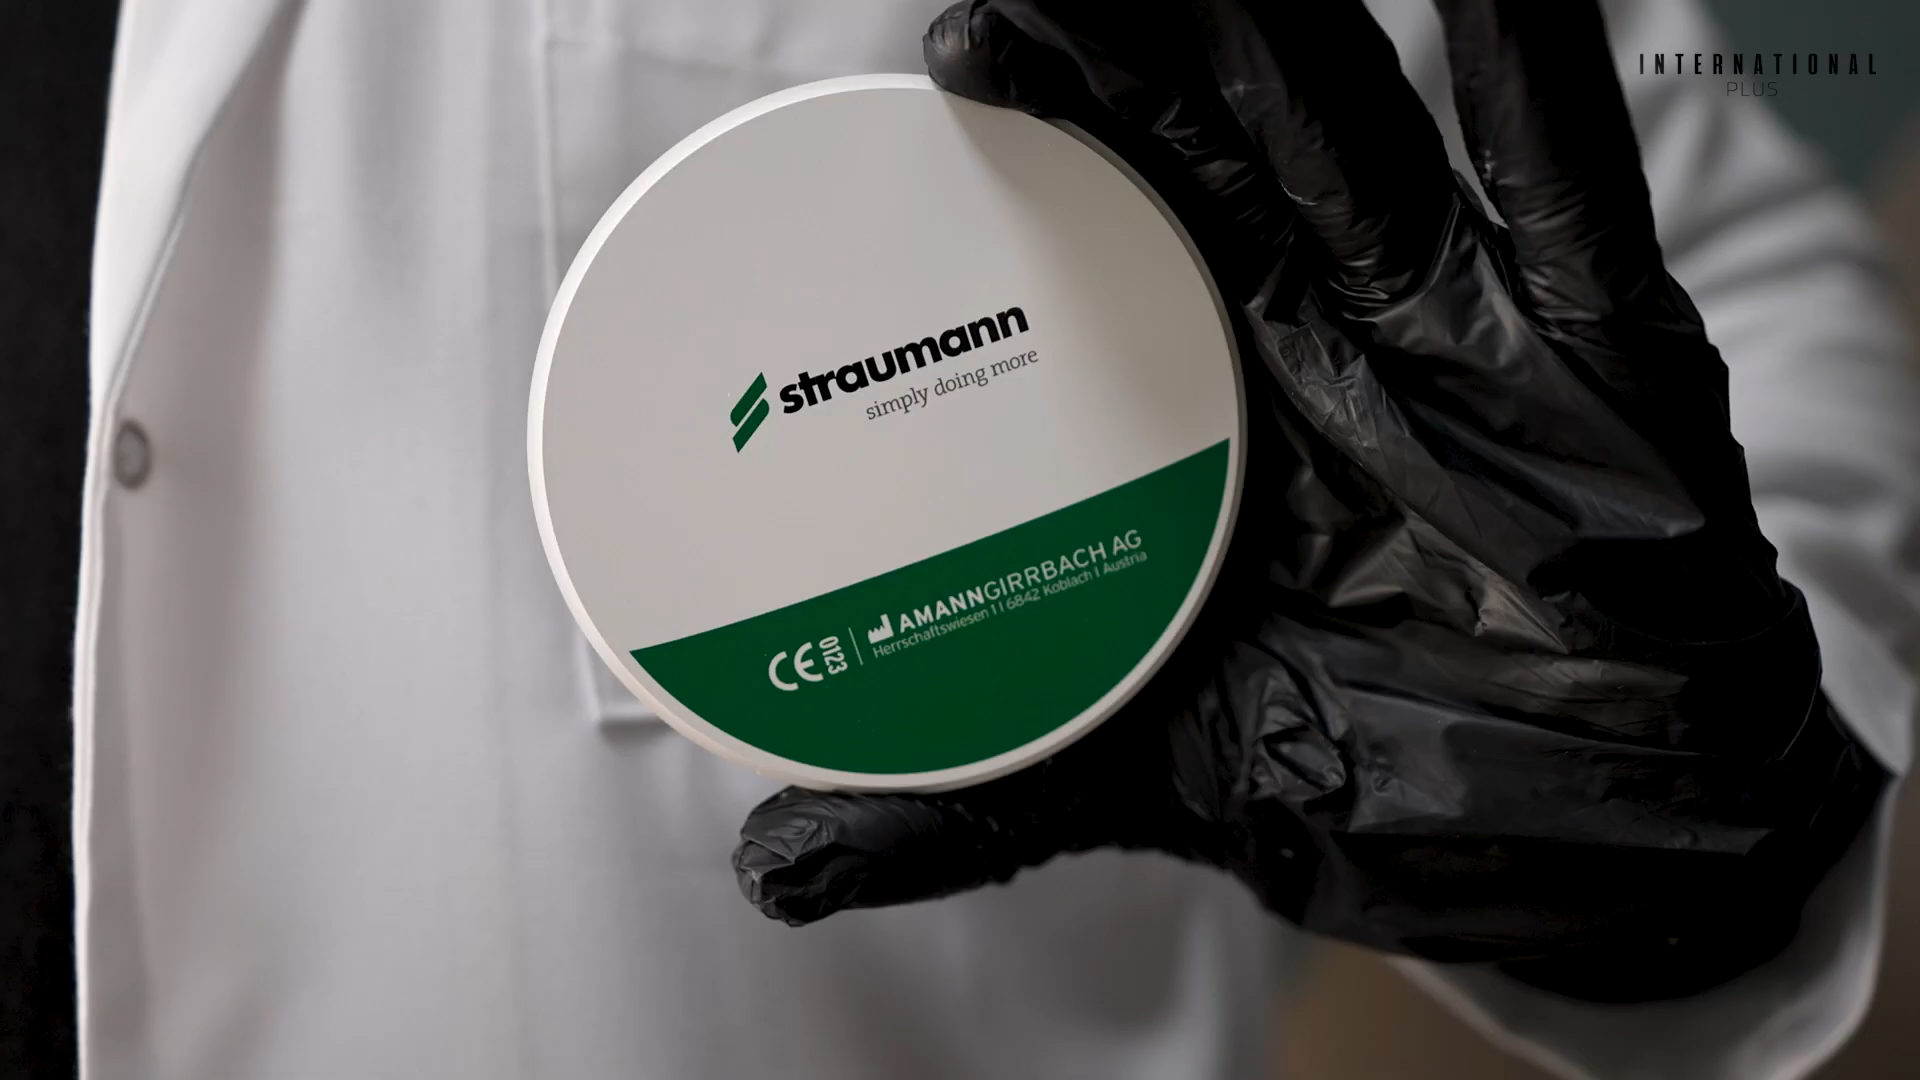 INTERNATIONAL
PLUS
straumann
simply doing more
CE 0123
AMANNGIRRBACH AG
Herrschaftswiesen 1 I 6842 Koblach I Austria